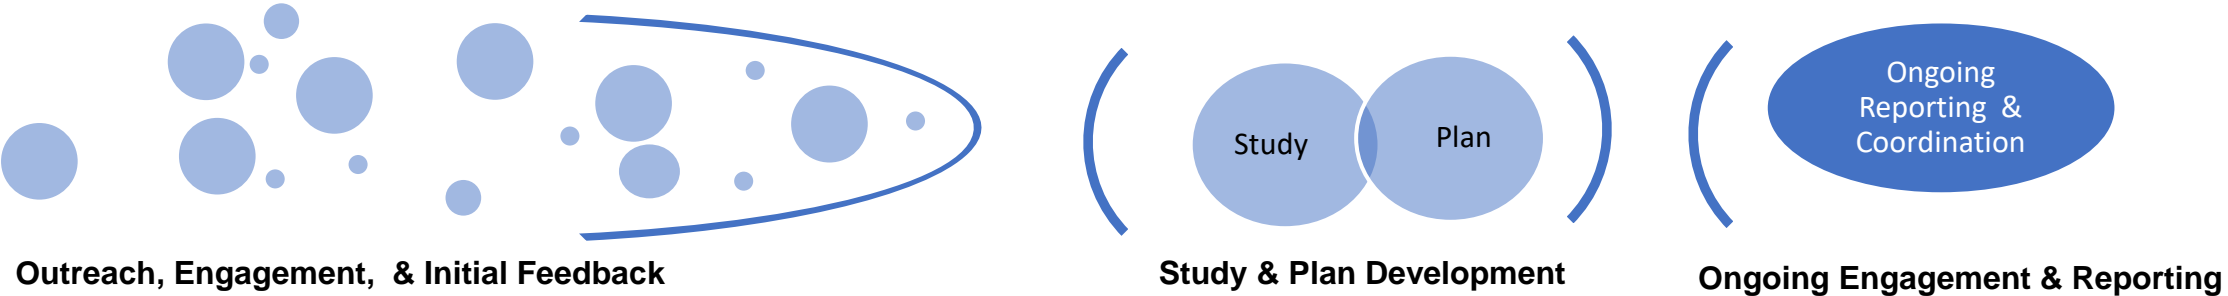 Study
Plan
Ongoing
Reporting & 
Coordination
Outreach, Engagement, & Initial Feedback
Study & Plan Development
Ongoing Engagement & Reporting